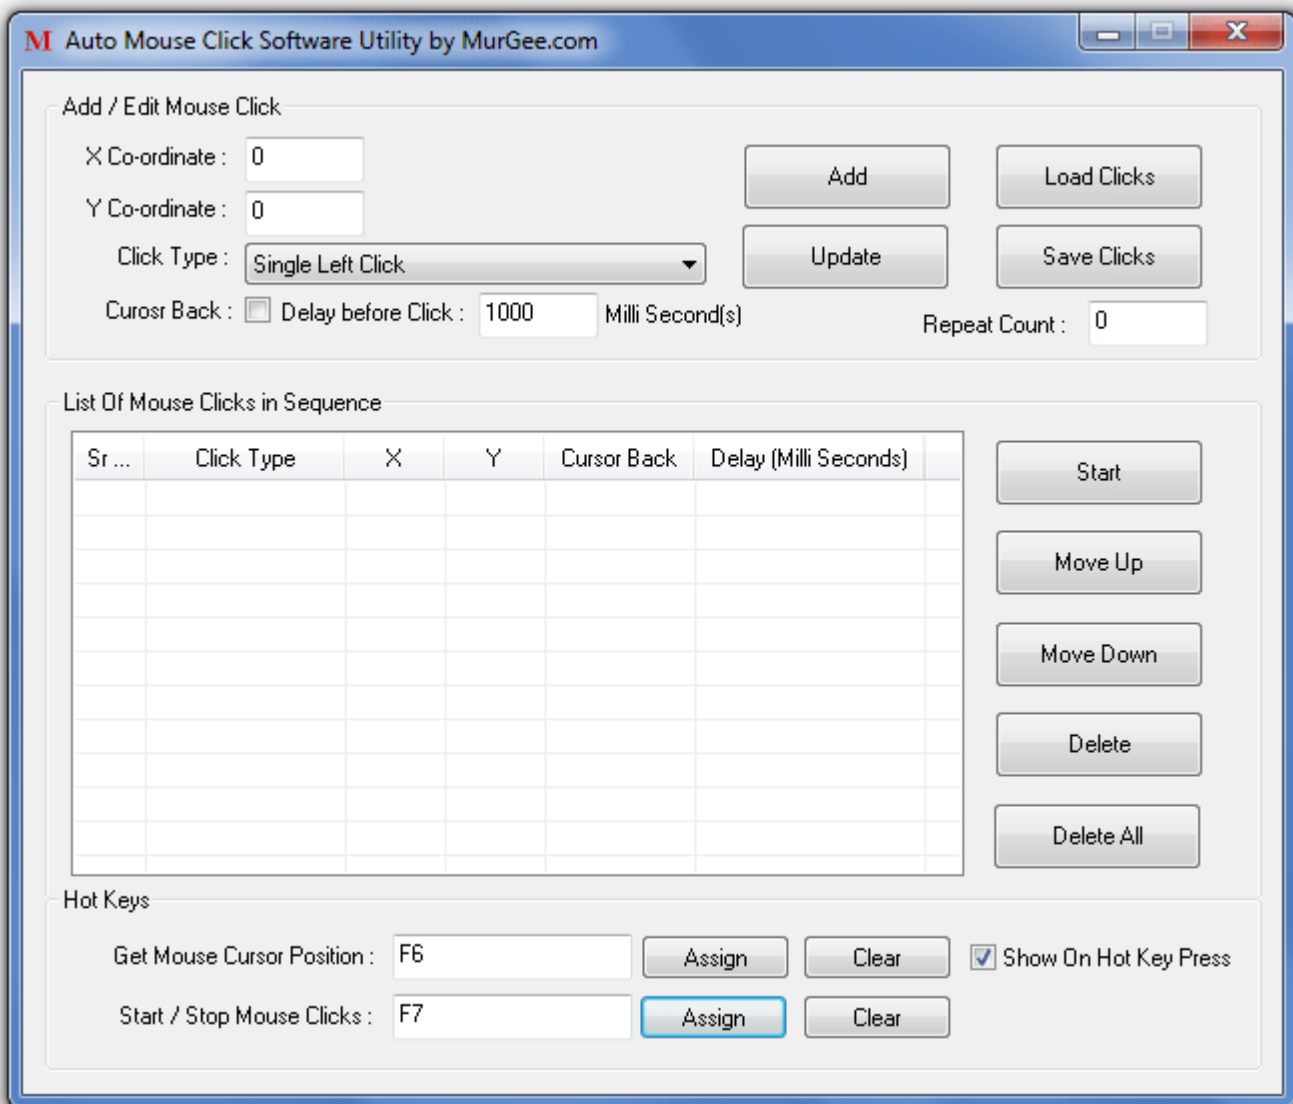 M Auto Mouse Click Software Utility by MurGee.com
Add / Edit Mouse Click
X Co-ordinate : 0
Add
Load Clicks
Y Co-ordinate : 0
Click Type : Single Left Click
Update
Save Clicks
Curosr Back : Delay before Click : 1000 Milli Second(s)
Repeat Count : 0
List Of Mouse Clicks in Sequence
Sr ... Click Type X Y Cursor Back Delay (Milli Seconds)
Start
Move Up
Move Down
Delete
Delete All
Hot Keys
Get Mouse Cursor Position : F6 Assign Clear Show On Hot Key Press
Start / Stop Mouse Clicks : F7 Assign Clear